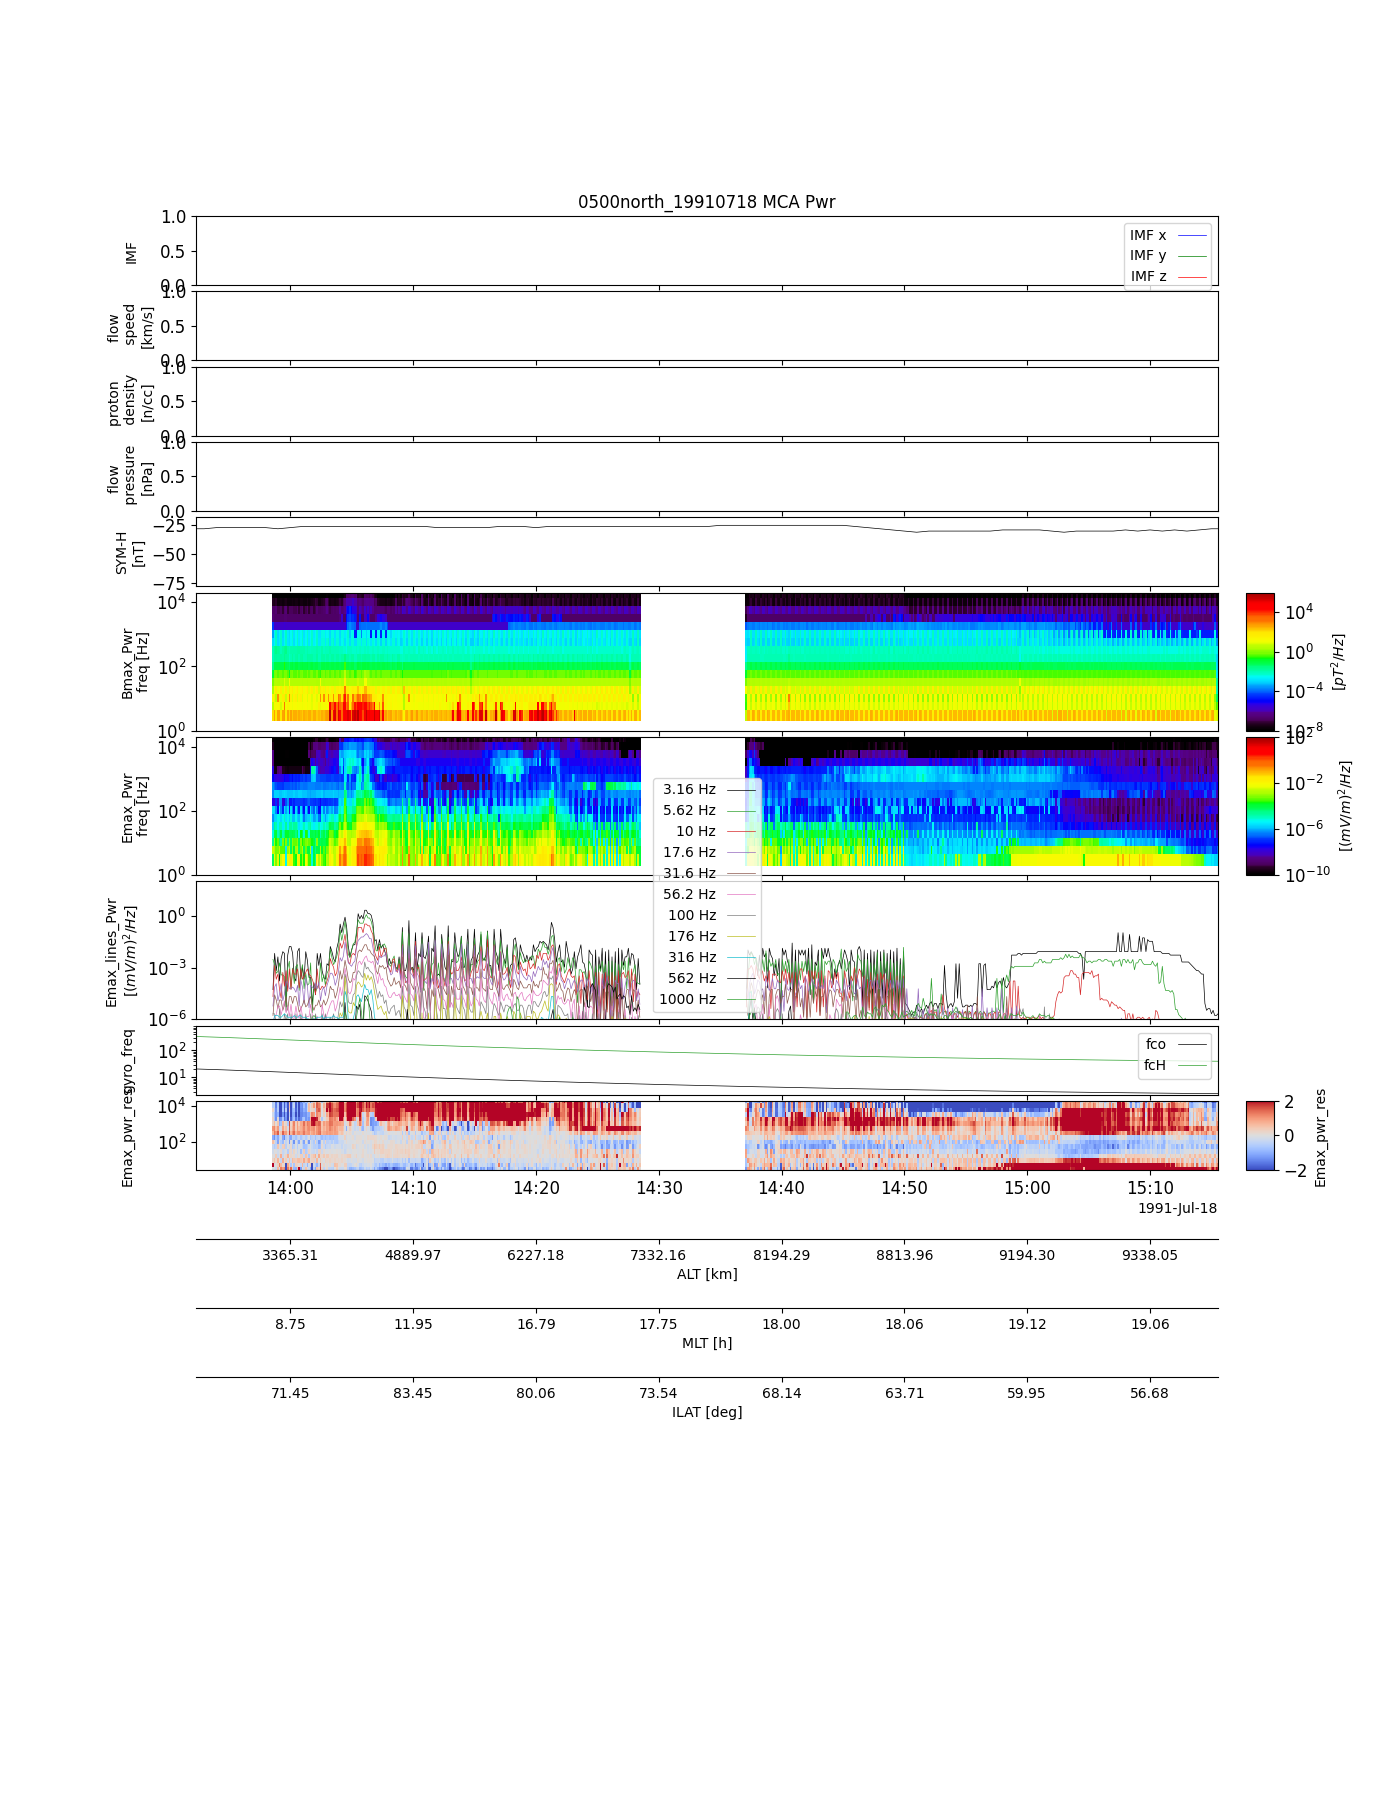 0500north_19910718 MCA Pwr
1.0
0.5
0.0
IMF
IMF x
IMF y
IMF z
1.0
0.5
0.0
flow
speed
[km/s]
1.0
0.5
0.0
proton
density
[n/cc]
1.0
0.5
0.0
flow
pressure
[nPa]
−25
−50
−75
SYM-H
[nT]
10^4
10^2
10^0
Bmax_Pwr
freq [Hz]
10^4
10^0
10^−4
10^−8
[pT^2/Hz]
10^4
10^2
10^0
Emax_Pwr
freq [Hz]
10^2
10^−2
10^−6
10^−10
[(mV/m)^2/Hz]
3.16 Hz
5.62 Hz
10 Hz
17.6 Hz
31.6 Hz
56.2 Hz
100 Hz
176 Hz
316 Hz
562 Hz
1000 Hz
10^0
10^−3
10^−6
Emax_lines_Pwr
[(mV/m)^2/Hz]
10^2
10^1
gyro_freq
fco
fcH
10^4
10^2
Emax_pwr_res
2
0
−2
Emax_pwr_res
14:00 14:10 14:20 14:30 14:40 14:50 15:00 15:10
1991-Jul-18
3365.31 4889.97 6227.18 7332.16 8194.29 8813.96 9194.30 9338.05
ALT [km]
8.75 11.95 16.79 17.75 18.00 18.06 19.12 19.06
MLT [h]
71.45 83.45 80.06 73.54 68.14 63.71 59.95 56.68
ILAT [deg]